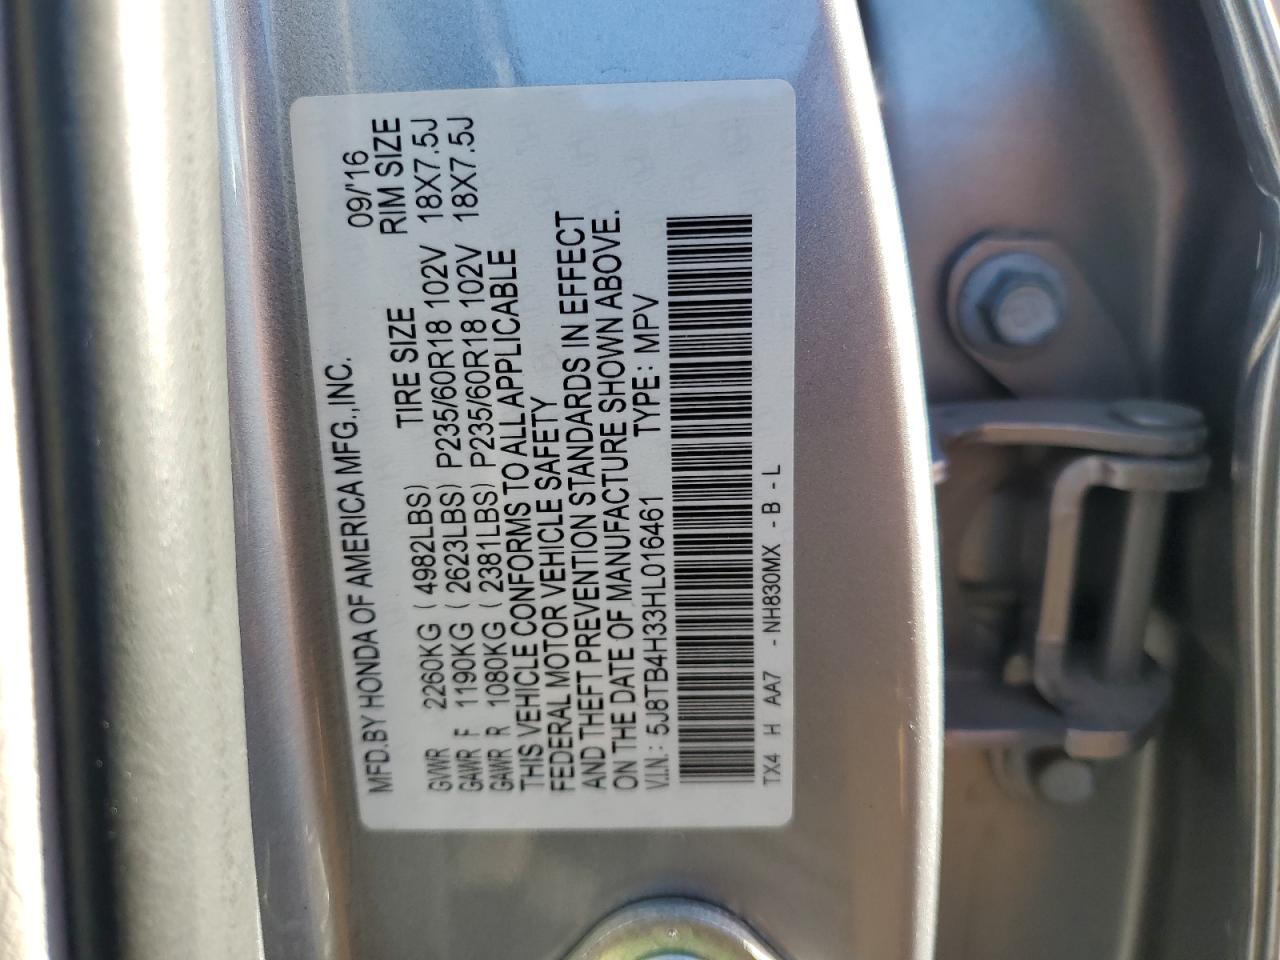 MFD.BY HONDA OF AMERICA MFG.,INC. 09/'16
TIRE SIZE RIM SIZE
GVWR 2260KG ( 4982LBS)
GAWR F 1190KG ( 2623LBS) P235/60R18 102V 18X7.5J
GAWR R 1080KG ( 2381LBS) P235/60R18 102V 18X7.5J
THIS VEHICLE CONFORMS TO ALL APPLICABLE
FEDERAL MOTOR VEHICLE SAFETY
AND THEFT PREVENTION STANDARDS IN EFFECT
ON THE DATE OF MANUFACTURE SHOWN ABOVE.
V.I.N.: 5J8TB4H33HL016461 TYPE: MPV
TX4 H AA7 - NH830MX - B - L